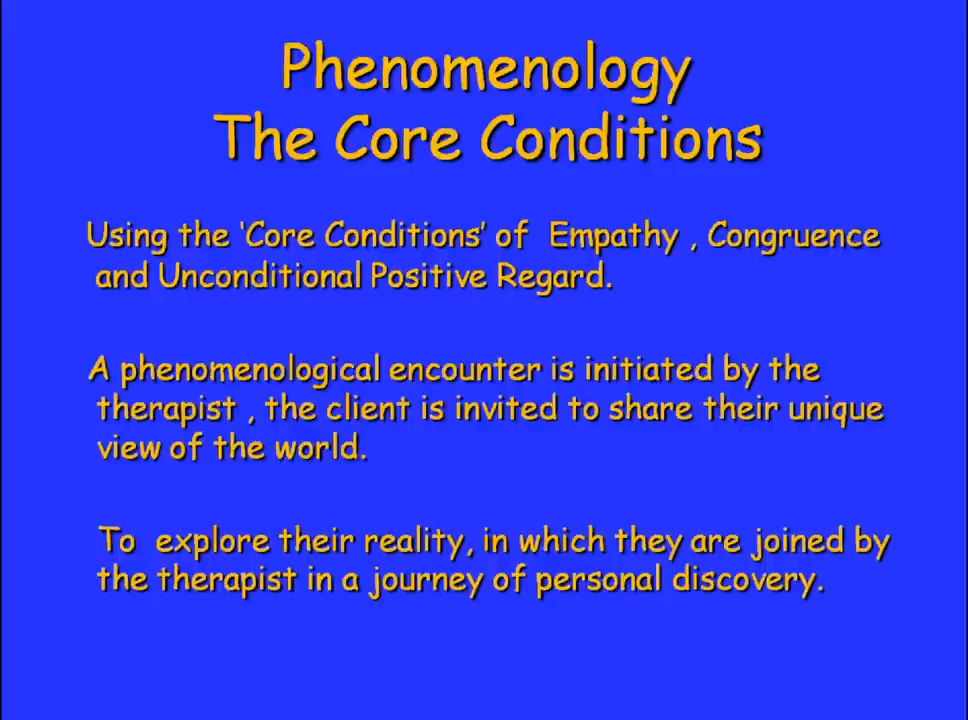 Phenomenology
The Core Conditions
Using the ‘Core Conditions’ of Empathy , Congruence
and Unconditional Positive Regard.
A phenomenological encounter is initiated by the
therapist , the client is invited to share their unique
view of the world.
To explore their reality, in which they are joined by
the therapist in a journey of personal discovery.